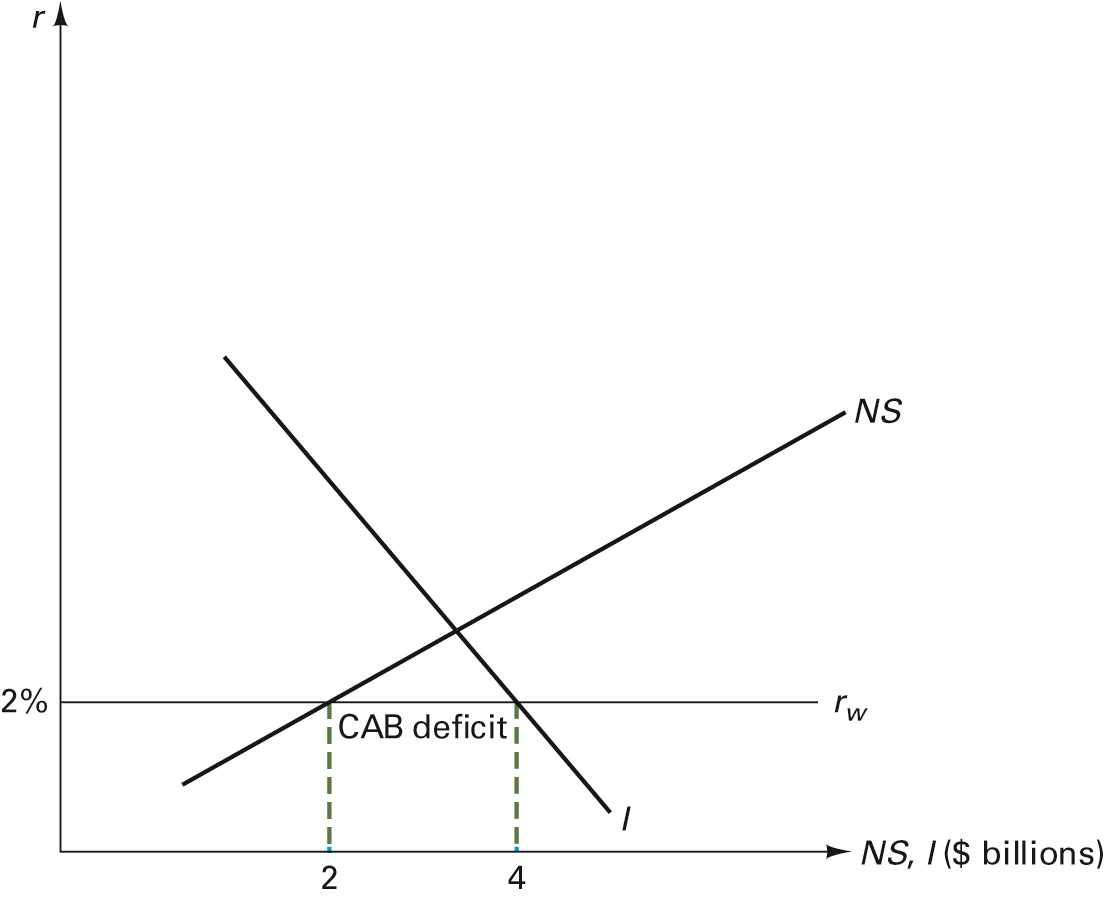 r
NS
2%
r_w
CAB deficit
I
2
4
NS, I ($ billions)